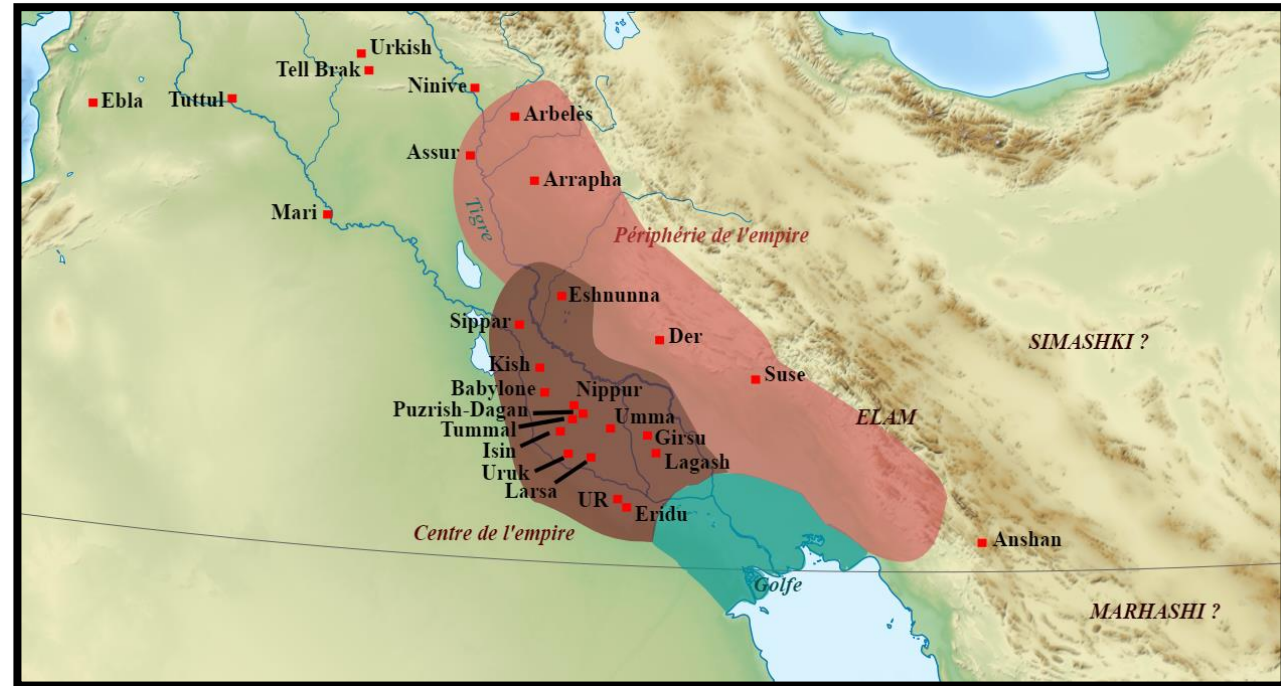 Urkish
Tell Brak
Ninive
Ebla
Tuttul
Arbelès
Assur
Arrapha
Mari
Tigre
Périphérie de l'empire
Eshnunna
Sippar
Der
SIMASHKI ?
Kish
Suse
Babylone
Nippur
Puzrish-Dagan
ELAM
Umma
Tummal
Girsu
Isin
Lagash
Uruk
Larsa
UR
Eridu
Centre de l'empire
Anshan
Golfe
MARHASHI ?